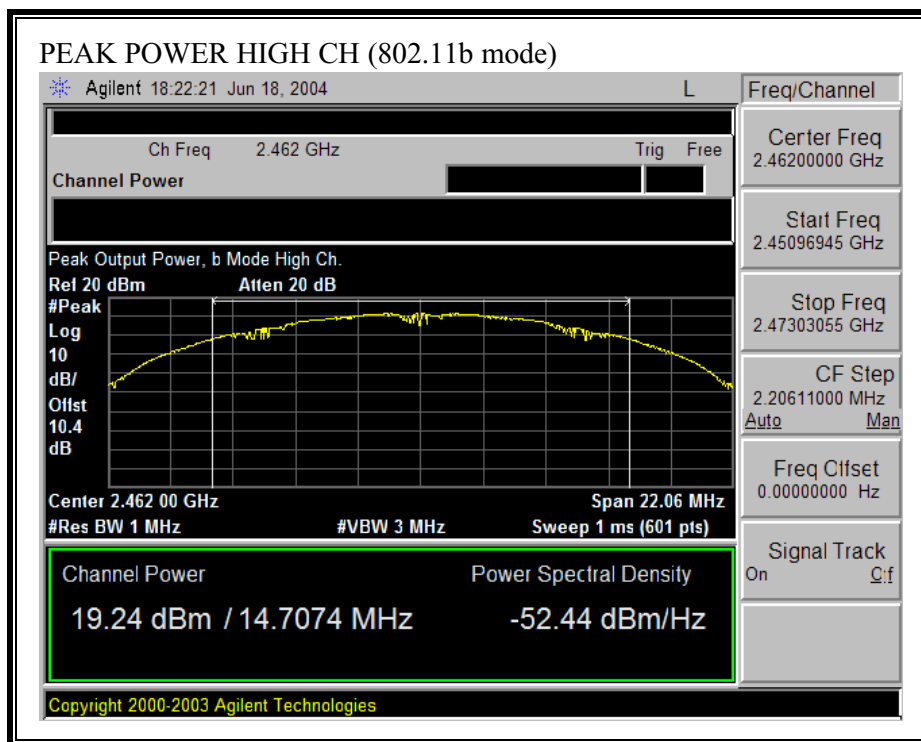 PEAK POWER HIGH CH (802.11b mode)
Agilent 18:22:21 Jun 18, 2004 L
Freq/Channel
Ch Freq 2.462 GHz Trig Free
Channel Power
Center Freq
2.46200000 GHz
Start Freq
2.45096945 GHz
Stop Freq
2.47303055 GHz
CF Step
2.20611000 MHz
Auto Man
Freq Offset
0.00000000 Hz
Signal Track
On Off
Peak Output Power, b Mode High Ch.
Ref 20 dBm Atten 20 dB
#Peak
Log
10
dB/
Offst
10.4
dB
Center 2.462 00 GHz Span 22.06 MHz
#Res BW 1 MHz #VBW 3 MHz Sweep 1 ms (601 pts)
Channel Power Power Spectral Density
19.24 dBm / 14.7074 MHz -52.44 dBm/Hz
Copyright 2000-2003 Agilent Technologies